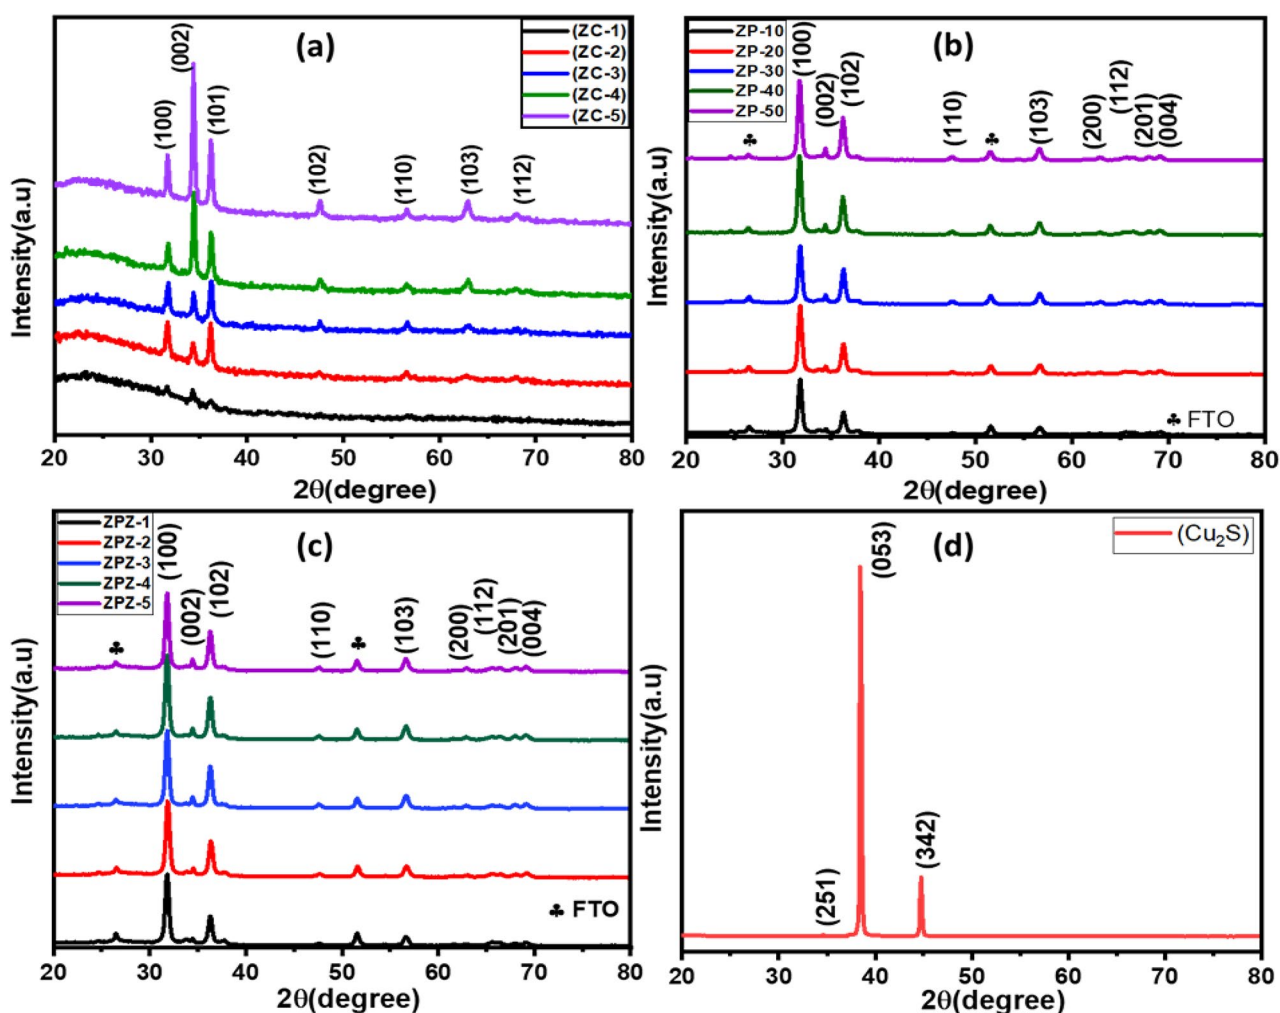 (a)
(ZC-1)
(ZC-2)
(ZC-3)
(ZC-4)
(ZC-5)
(100)
(002)
(101)
(102)
(110)
(103)
(112)
Intensity(a.u)
20 30 40 50 60 70 80
2θ(degree)
(b)
ZP-10
ZP-20
ZP-30
ZP-40
ZP-50
♣
(100)
(002)
(102)
(110)
♣
(103)
(200)
(112)
(201)
(004)
♣ FTO
Intensity(a.u)
20 30 40 50 60 70 80
2θ(degree)
(c)
ZPZ-1
ZPZ-2
ZPZ-3
ZPZ-4
ZPZ-5
♣
(100)
(002)
(102)
(110)
♣
(103)
(200)
(112)
(201)
(004)
♣ FTO
Intensity(a.u)
20 30 40 50 60 70 80
2θ(degree)
(d)
(Cu₂S)
(251)
(053)
(342)
Intensity(a.u)
20 30 40 50 60 70 80
2θ(degree)